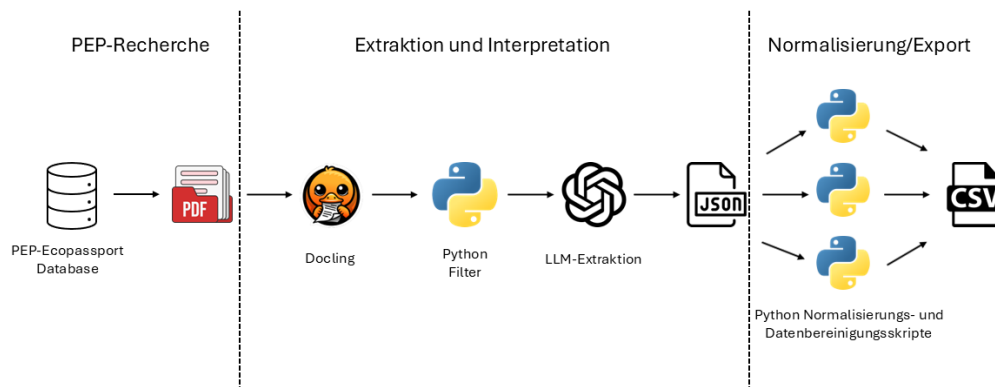 PEP-Recherche
Extraktion und Interpretation
Normalisierung/Export
PDF
JSON
CSV
PEP-Ecopassport
Database
Docling
Python
Filter
LLM-Extraktion
Python Normalisierungs- und
Datenbereinigungsskripte